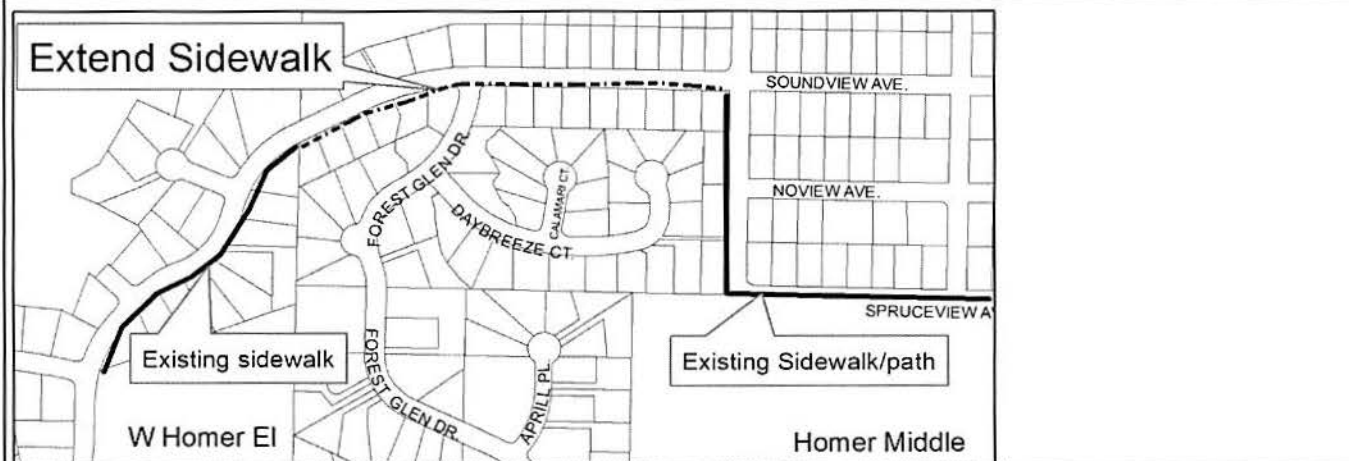 Extend Sidewalk
SOUNDVIEW AVE.
FOREST GLEN DR.
CALAMARI CT.
NOVIEW AVE.
DAYBREEZE CT.
SPRUCEVIEW AV
Existing sidewalk
Existing Sidewalk/path
FOREST GLEN DR.
APRILL PL.
W Homer El
Homer Middle